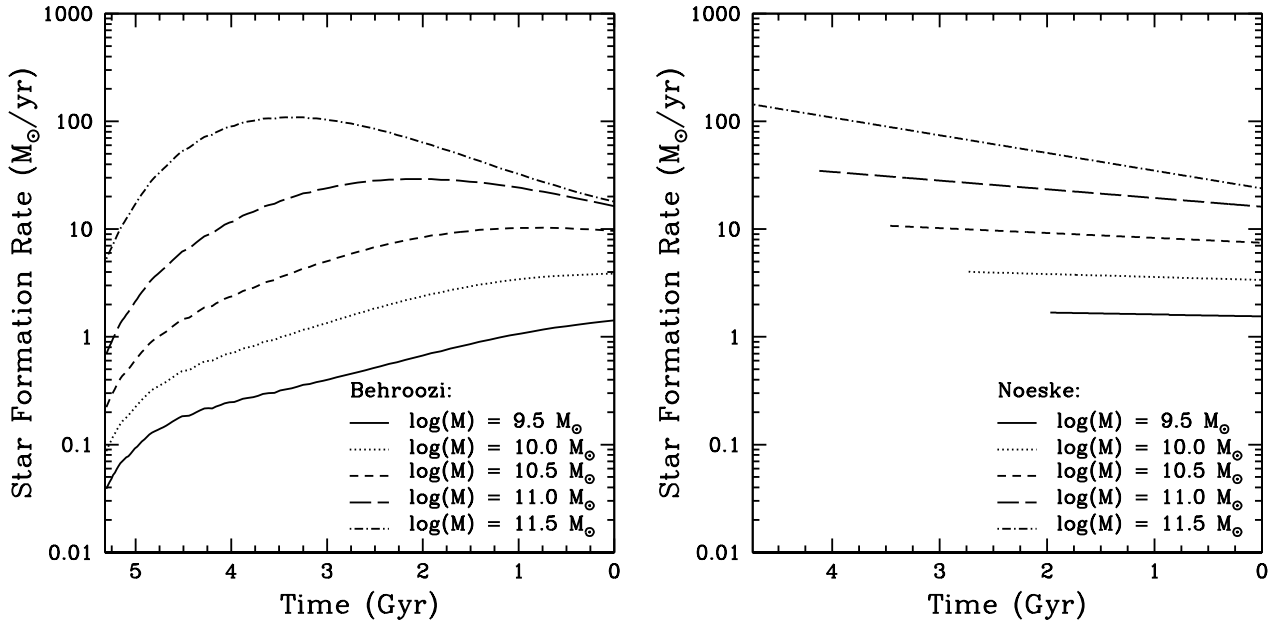 1000
100
10
1
0.1
0.01
Star Formation Rate (M⊙/yr)
Behroozi:
log(M) = 9.5 M⊙
log(M) = 10.0 M⊙
log(M) = 10.5 M⊙
log(M) = 11.0 M⊙
log(M) = 11.5 M⊙
5 4 3 2 1 0
Time (Gyr)
1000
100
10
1
0.1
0.01
Star Formation Rate (M⊙/yr)
Noeske:
log(M) = 9.5 M⊙
log(M) = 10.0 M⊙
log(M) = 10.5 M⊙
log(M) = 11.0 M⊙
log(M) = 11.5 M⊙
4 3 2 1 0
Time (Gyr)